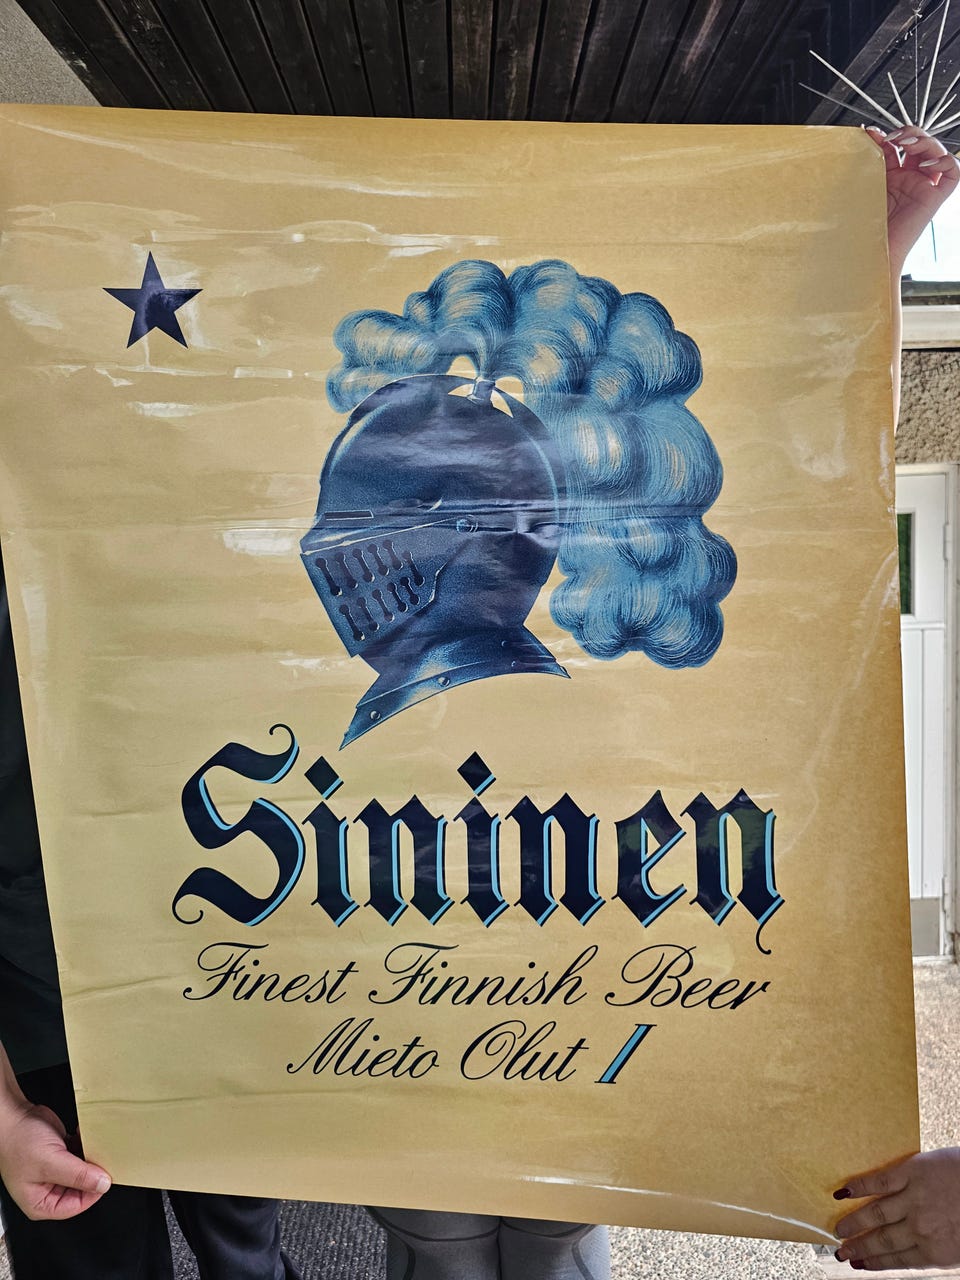 Sininen
Finest Finnish Beer
Mieto Olut I